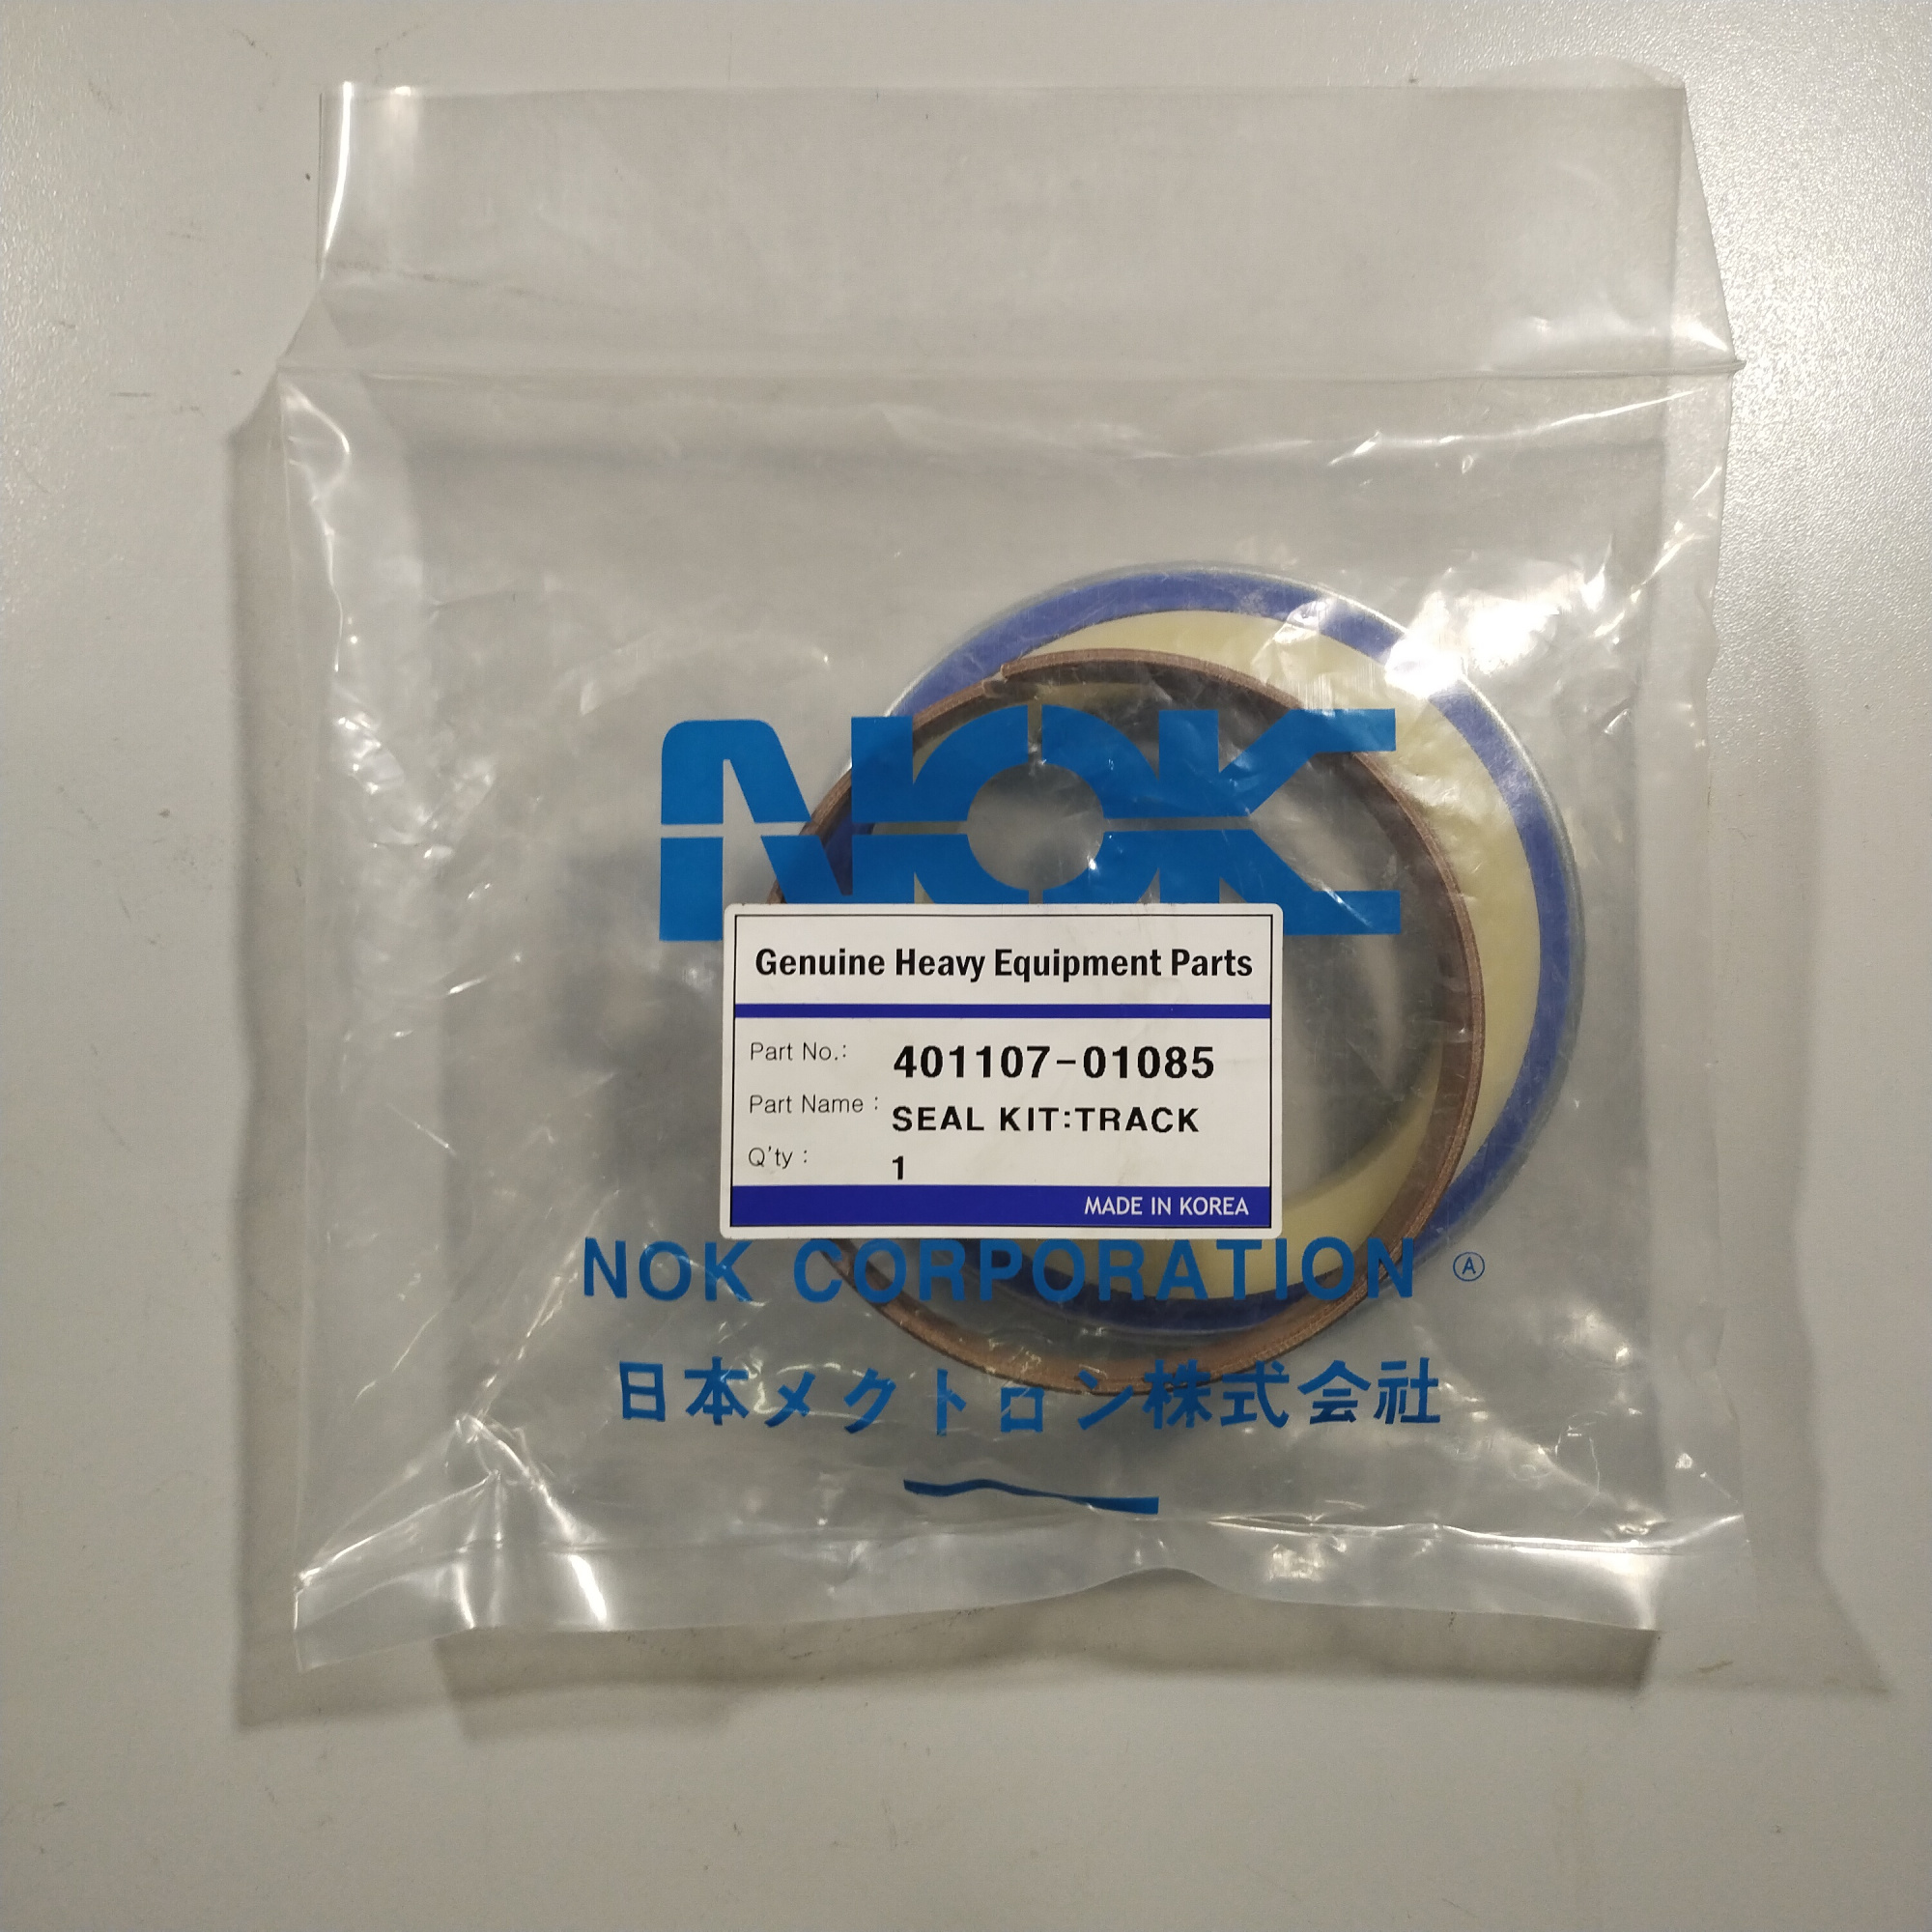 NOK
Genuine Heavy Equipment Parts
Part No.: 401107-01085
Part Name : SEAL KIT:TRACK
Q'ty : 1
MADE IN KOREA
NOK CORPORATION Ⓐ
日本メクトロン株式会社